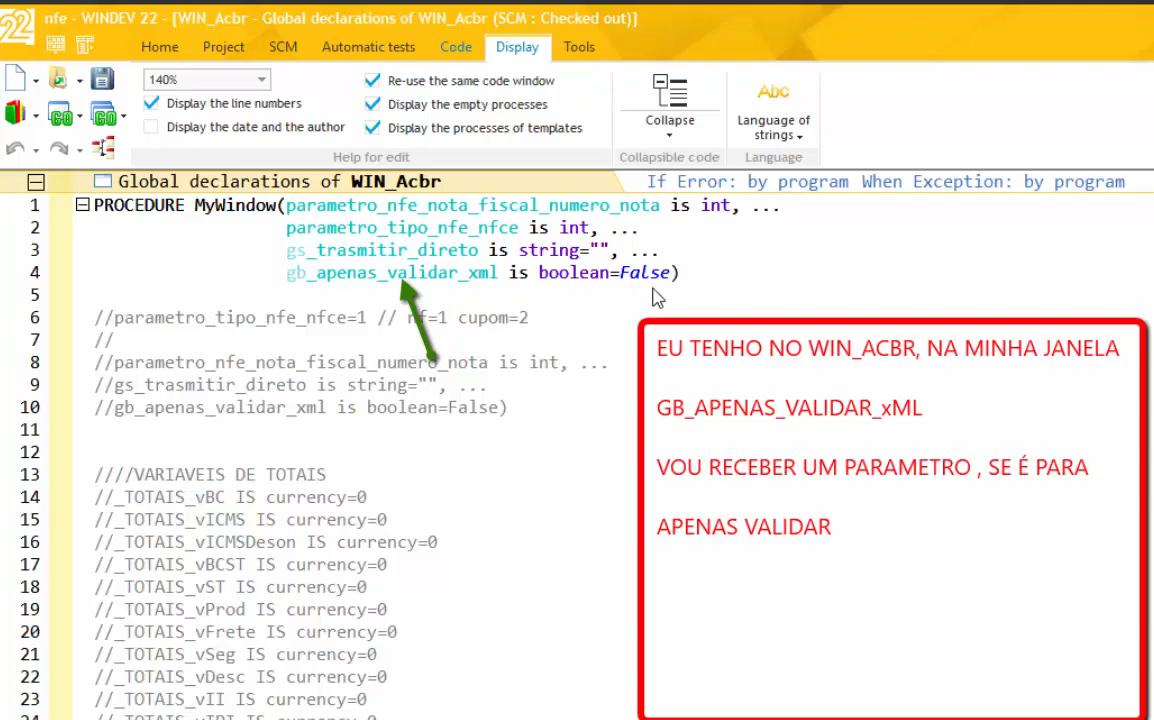 22
nfe - WINDEV 22 - [WIN_Acbr - Global declarations of WIN_Acbr (SCM : Checked out)]
Home Project SCM Automatic tests Code Display Tools
140%
Display the line numbers
Display the date and the author
Re-use the same code window
Display the empty processes
Display the processes of templates
Help for edit
Collapse
Collapsible code
Abc
Language of
strings
Language
GO GO
Global declarations of WIN_Acbr If Error: by program When Exception: by program
1 PROCEDURE MyWindow(parametro_nfe_nota_fiscal_numero_nota is int, ...
2 parametro_tipo_nfe_nfce is int, ...
3 gs_trasmitir_direto is string="", ...
4 gb_apenas_validar_xml is boolean=False)
5
6 //parametro_tipo_nfe_nfce=1 // nf=1 cupom=2
7 //
8 //parametro_nfe_nota_fiscal_numero_nota is int, ...
9 //gs_trasmitir_direto is string="", ...
10 //gb_apenas_validar_xml is boolean=False)
11
12
13 ////VARIAVEIS DE TOTAIS
14 //_TOTAIS_vBC IS currency=0
15 //_TOTAIS_vICMS IS currency=0
16 //_TOTAIS_vICMSDeson IS currency=0
17 //_TOTAIS_vBCST IS currency=0
18 //_TOTAIS_vST IS currency=0
19 //_TOTAIS_vProd IS currency=0
20 //_TOTAIS_vFrete IS currency=0
21 //_TOTAIS_vSeg IS currency=0
22 //_TOTAIS_vDesc IS currency=0
23 //_TOTAIS_vII IS currency=0
EU TENHO NO WIN_ACBR, NA MINHA JANELA
GB_APENAS_VALIDAR_xML
VOU RECEBER UM PARAMETRO , SE É PARA
APENAS VALIDAR